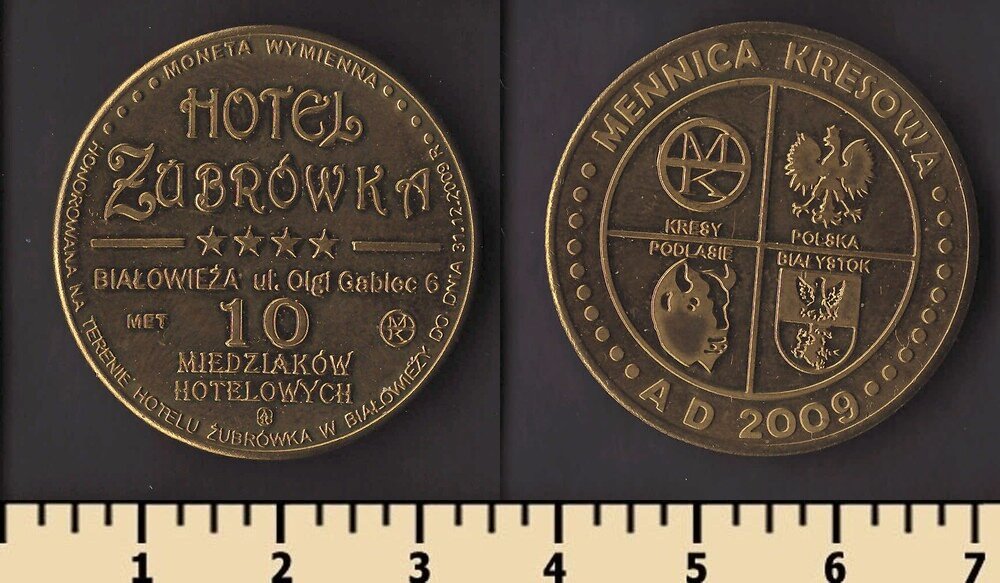 MONETA WYMIENNA
HOTEL
ŻUBRÓWKA
BIAŁOWIEŻA ul. Olgi Gabiec 6
MET
10
MK
MIEDZIAKÓW
HOTELOWYCH
HONOROWANA NA TERENIE HOTELU ŻUBRÓWKA W BIAŁOWIEŻY DO DNIA 31.12.2009 R.
MENNICA KRESOWA
MK
KRESY
POLSKA
PODLASIE
BIAŁYSTOK
A D 2009
1 2 3 4 5 6 7